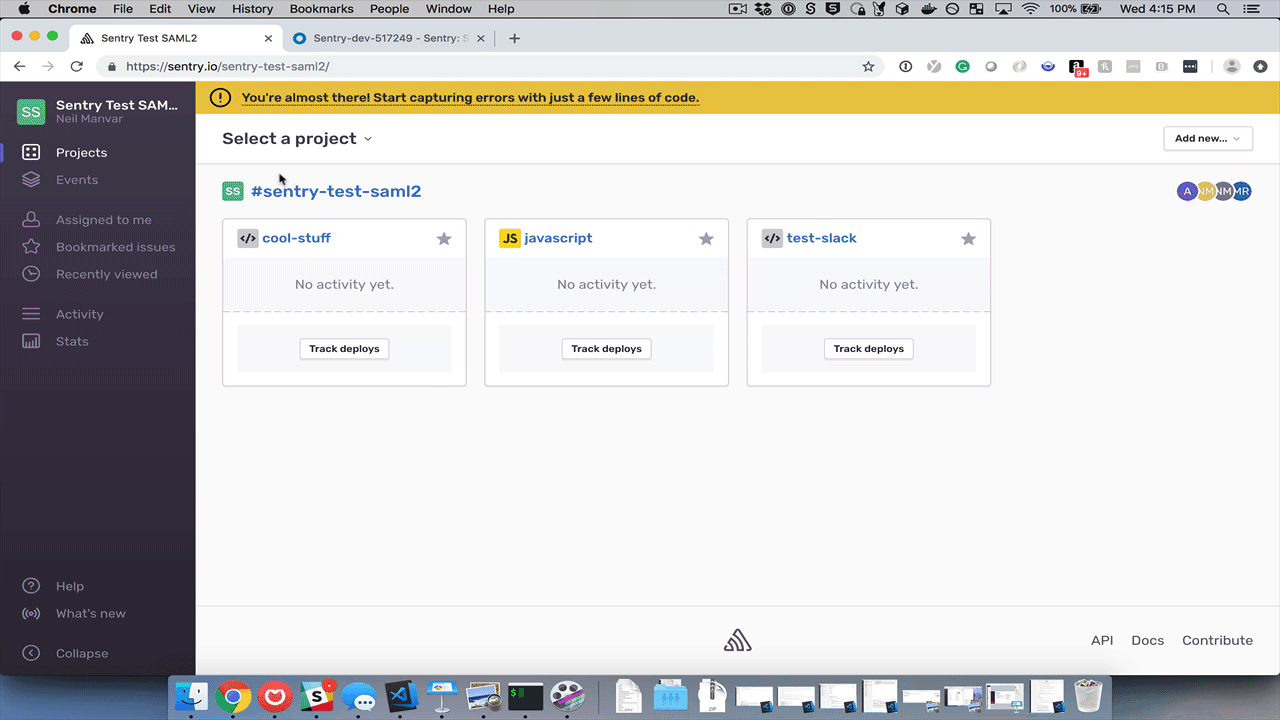 Chrome File Edit View History Bookmarks People Window Help 100% Wed 4:15 PM
Sentry Test SAML2 Sentry-dev-517249 - Sentry: S
https://sentry.io/sentry-test-saml2/
9+
SS Sentry Test SAM...
Neil Manvar
Projects
Events
Assigned to me
Bookmarked issues
Recently viewed
Activity
Stats
Help
What's new
Collapse
You're almost there! Start capturing errors with just a few lines of code.
Select a project
Add new...
SS #sentry-test-saml2
A NM NM MR
cool-stuff
No activity yet.
Track deploys
JS javascript
No activity yet.
Track deploys
test-slack
No activity yet.
Track deploys
API Docs Contribute
ZIP